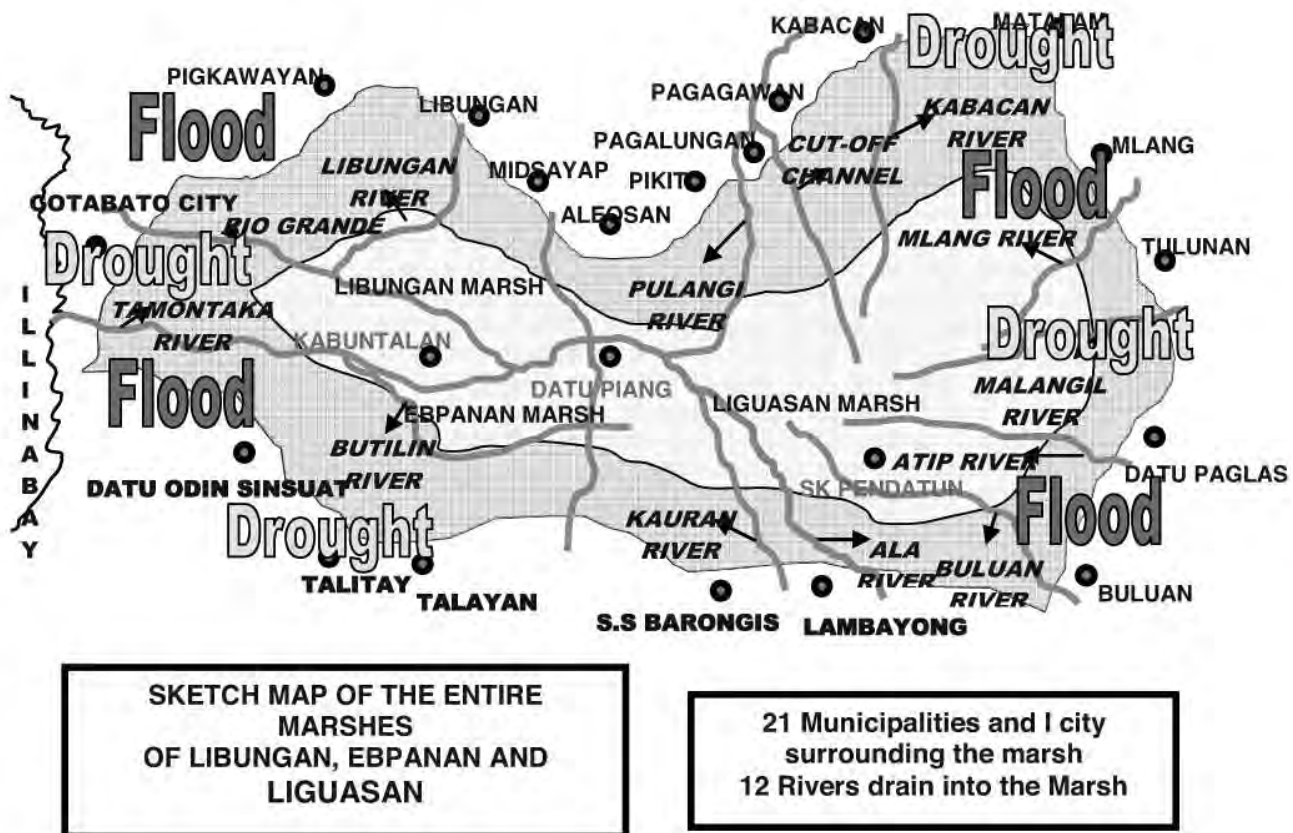 KABACAN
MATALAM
Drought
PIGKAWAYAN
Flood
LIBUNGAN
PAGAGAWAN
KABACAN
RIVER
PAGALUNGAN
CUT-OFF
CHANNEL
MLANG
LIBUNGAN
RIVER
MIDSAYAP
PIKIT
Flood
COTABATO CITY
RIO GRANDE
ALEOSAN
MLANG RIVER
TULUNAN
Drought
LIBUNGAN MARSH
PULANGI
RIVER
ILLINABAY
TAMONTAKA
RIVER
KABUNTALAN
Drought
Flood
DATU PIANG
MALANGIL
RIVER
EBPANAN MARSH
LIGUASAN MARSH
BUTILIN
RIVER
ATIP RIVER
DATU PAGLAS
DATU ODIN SINSUAT
SK PENDATUN
Flood
Drought
KAURAN
RIVER
ALA
RIVER
BULUAN
RIVER
TALITAY
TALAYAN
BULUAN
S.S BARONGIS
LAMBAYONG
SKETCH MAP OF THE ENTIRE
MARSHES
OF LIBUNGAN, EBPANAN AND
LIGUASAN
21 Municipalities and I city
surrounding the marsh
12 Rivers drain into the Marsh